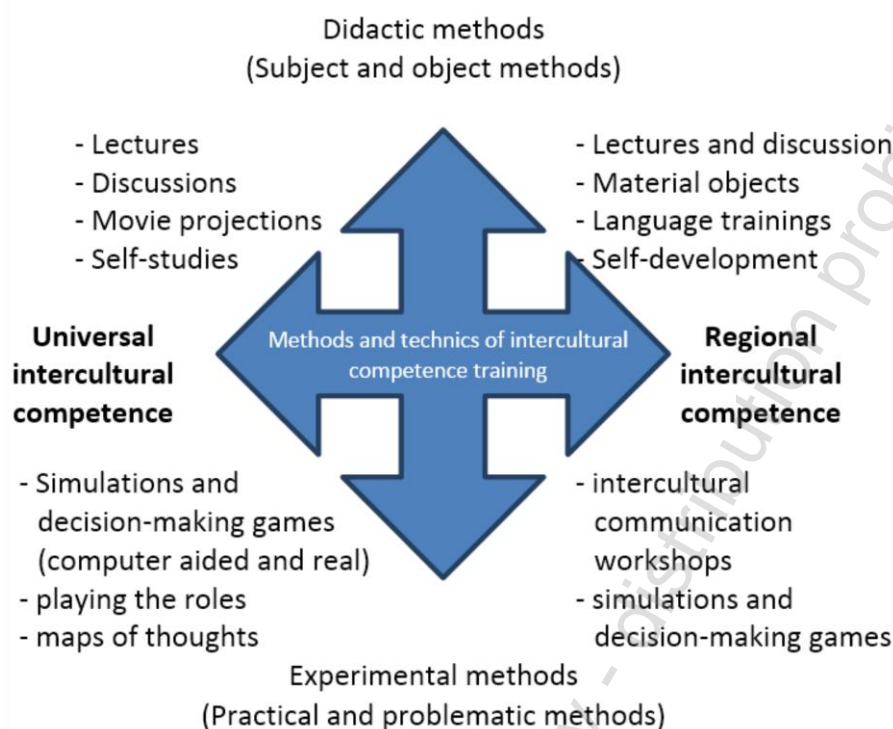 Didactic methods
(Subject and object methods)
- Lectures
- Discussions
- Movie projections
- Self-studies
- Lectures and discussion
- Material objects
- Language trainings
- Self-development
Universal
intercultural
competence
Methods and technics of intercultural
competence training
Regional
intercultural
competence
- Simulations and
decision-making games
(computer aided and real)
- playing the roles
- maps of thoughts
- intercultural
communication
workshops
- simulations and
decision-making games
Experimental methods
(Practical and problematic methods)
- distribution